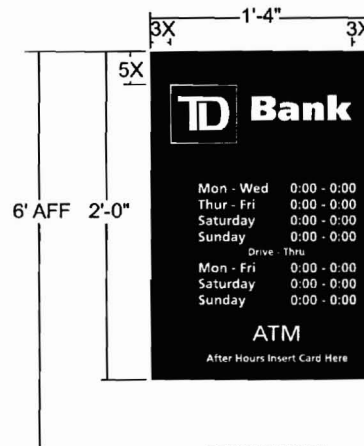 1'-4"
3X 3X
5X
TD Bank
6' AFF 2'-0"
Mon - Wed 0:00 - 0:00
Thur - Fri 0:00 - 0:00
Saturday 0:00 - 0:00
Sunday 0:00 - 0:00
Drive - Thru
Mon - Fri 0:00 - 0:00
Saturday 0:00 - 0:00
Sunday 0:00 - 0:00
ATM
After Hours Insert Card Here